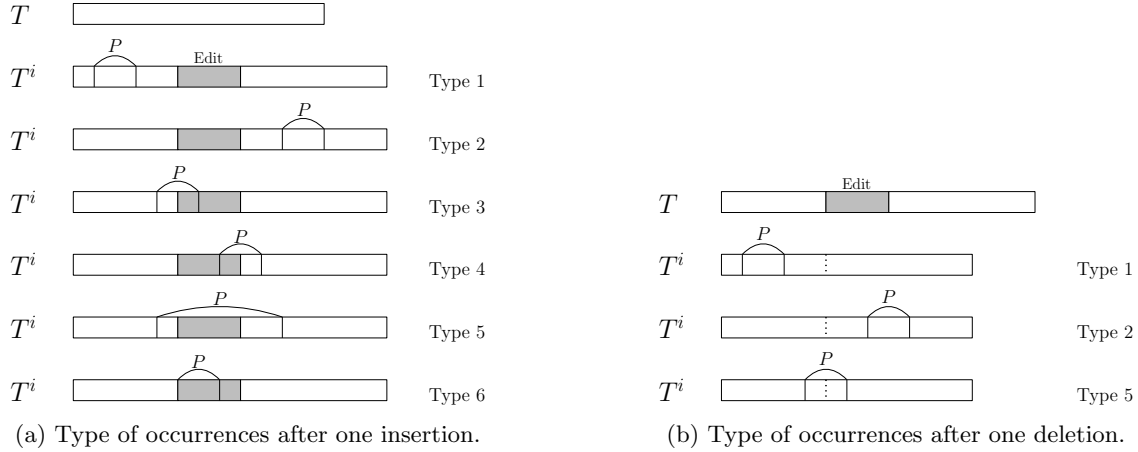 T
P
Edit
T^i
Type 1
P
T^i
Type 2
P
T^i
Type 3
P
T^i
Type 4
P
T^i
Type 5
P
T^i
Type 6
(a) Type of occurrences after one insertion.
Edit
T
P
T^i
Type 1
P
T^i
Type 2
P
T^i
Type 5
(b) Type of occurrences after one deletion.